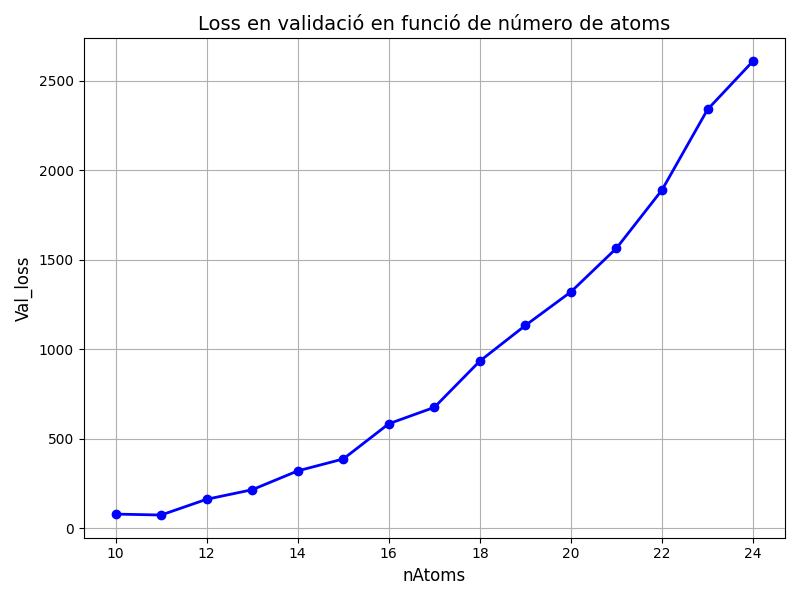 Loss en validació en funció de número de atoms
Val_loss
2500
2000
1500
1000
500
0
10 12 14 16 18 20 22 24
nAtoms